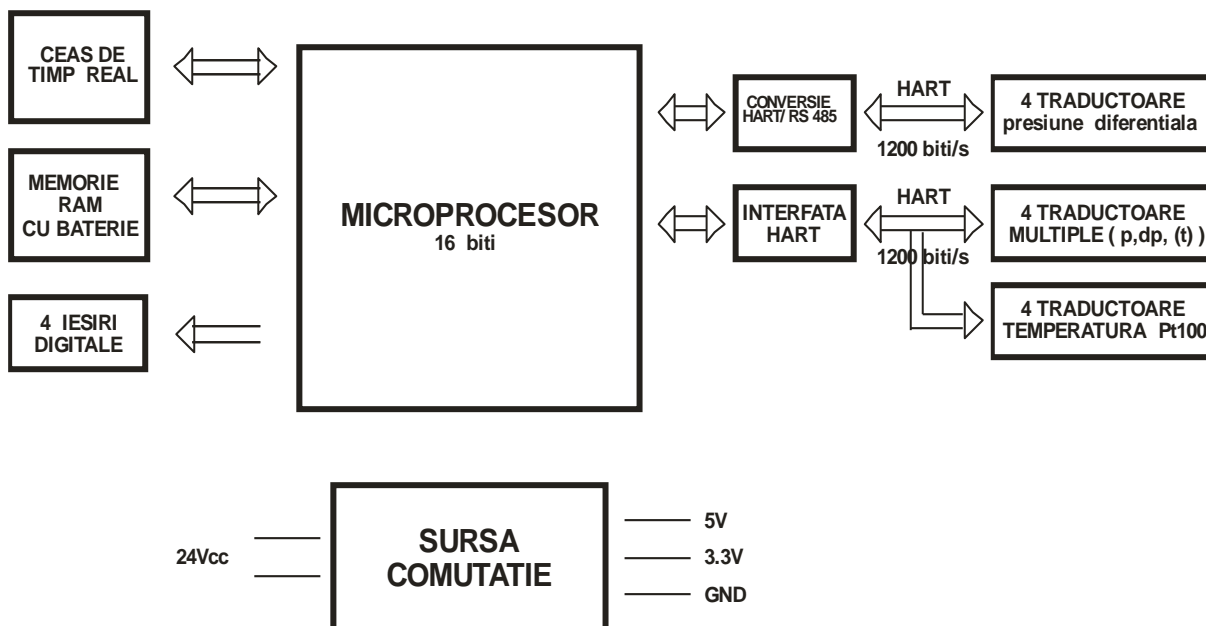 CEAS DE
TIMP REAL
MEMORIE
RAM
CU BATERIE
4 IESIRI
DIGITALE
MICROPROCESOR
16 biti
CONVERSIE
HART/ RS 485
HART
1200 biti/s
4 TRADUCTOARE
presiune diferentiala
INTERFATA
HART
HART
1200 biti/s
4 TRADUCTOARE
MULTIPLE ( p,dp, (t) )
4 TRADUCTOARE
TEMPERATURA Pt100
24Vcc
SURSA
COMUTATIE
5V
3.3V
GND